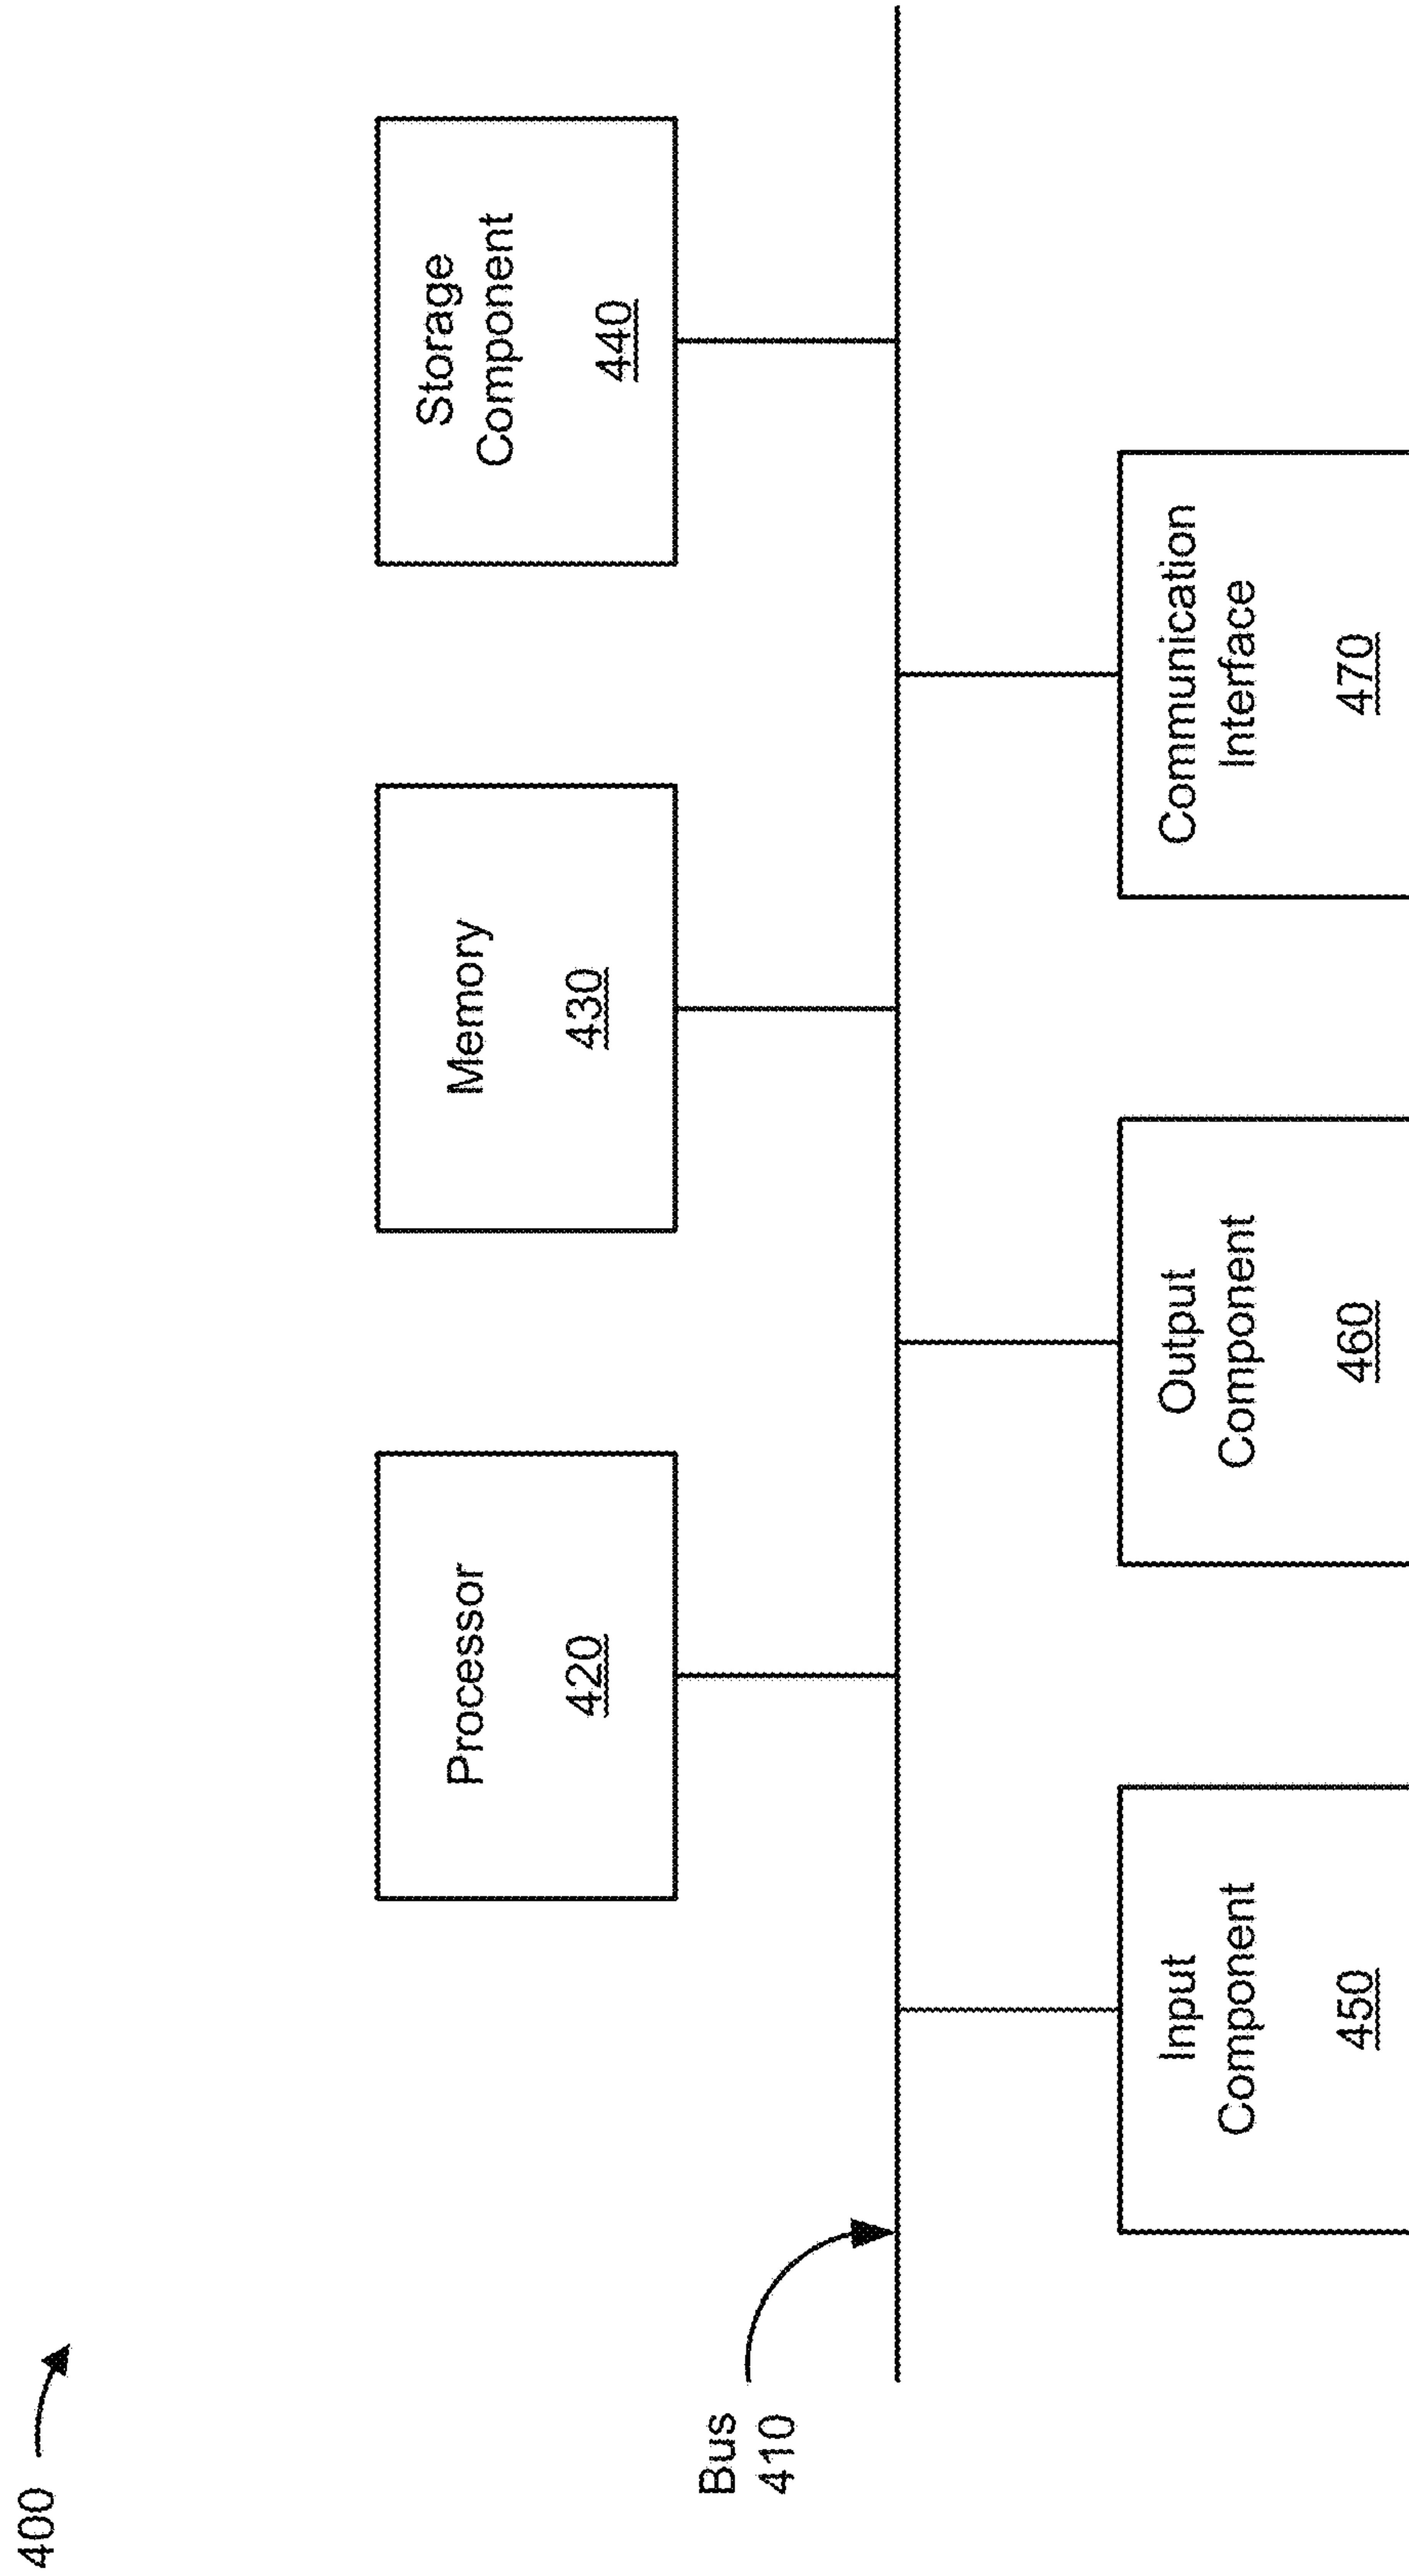 400
Bus
410
Processor
420
Memory
430
Storage
Component
440
Input
Component
450
Output
Component
460
Communication
Interface
470